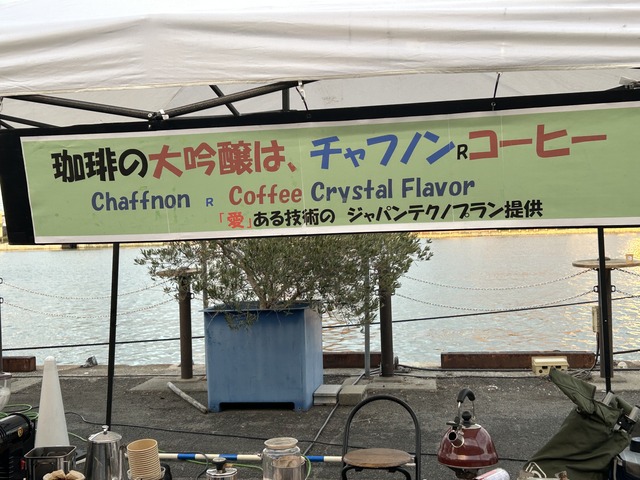 珈琲の大吟醸は、チャフノンRコーヒー
Chaffnon R Coffee Crystal Flavor
「愛」ある技術の ジャパンテクノプラン提供